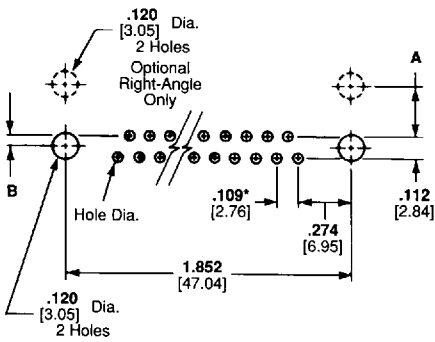 .120 Dia.
[3.05]
2 Holes
Optional
Right-Angle
Only
A
B
Hole Dia.
.109*
[2.76]
.274
[6.95]
.112
[2.84]
1.852
[47.04]
.120 Dia.
[3.05]
2 Holes